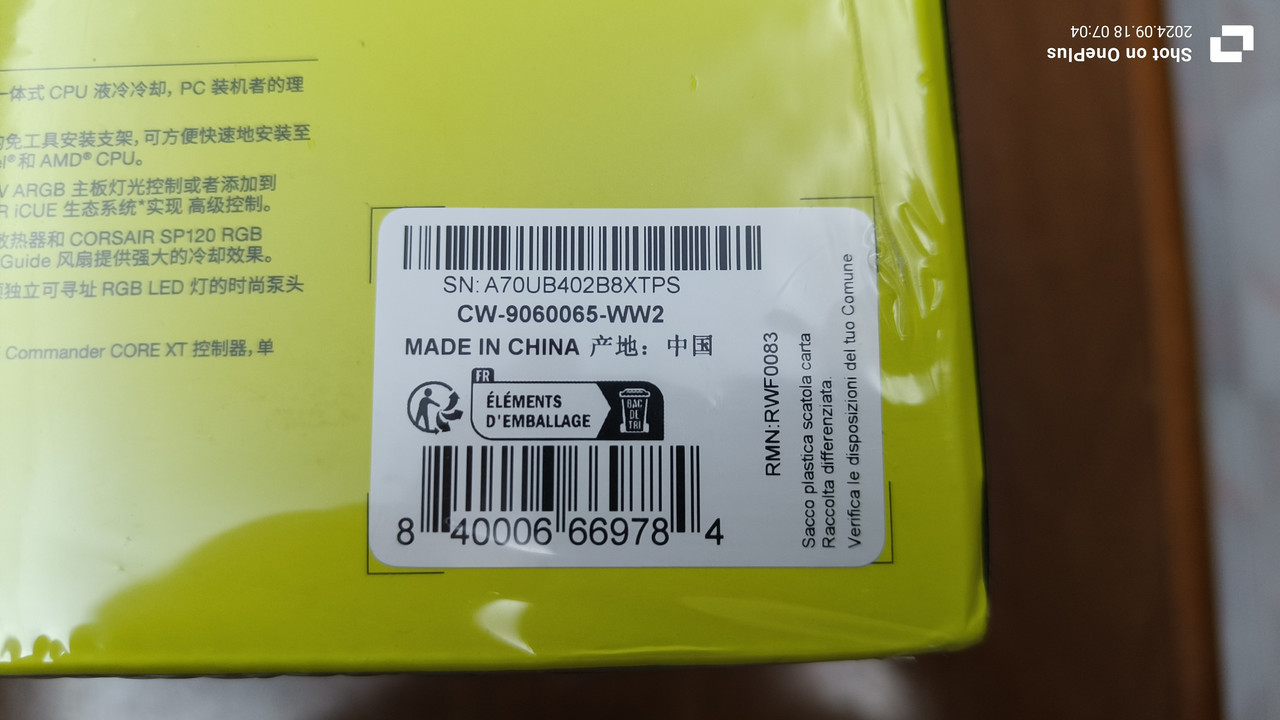 一体式 CPU 液冷冷却, PC 装机者的理
免工具安装支架, 可方便快速地安装至
和 AMD® CPU。
ARGB 主板灯光控制或者添加到
iCUE 生态系统*实现 高级控制。
散热器和 CORSAIR SP120 RGB
Guide 风扇提供强大的冷却效果。
独立可寻址 RGB LED 灯的时尚泵头
Commander CORE XT 控制器, 单
SN: A70UB402B8XTPS
CW-9060065-WW2
MADE IN CHINA 产地：中国
FR
ÉLÉMENTS
D'EMBALLAGE
BAC
DE
TRI
8 40006 66978 4
RMN:RWF0083
Sacco plastica scatola carta
Raccolta differenziata.
Verifica le disposizioni del tuo Comune
Shot on OnePlus
2024.09.18 07:04